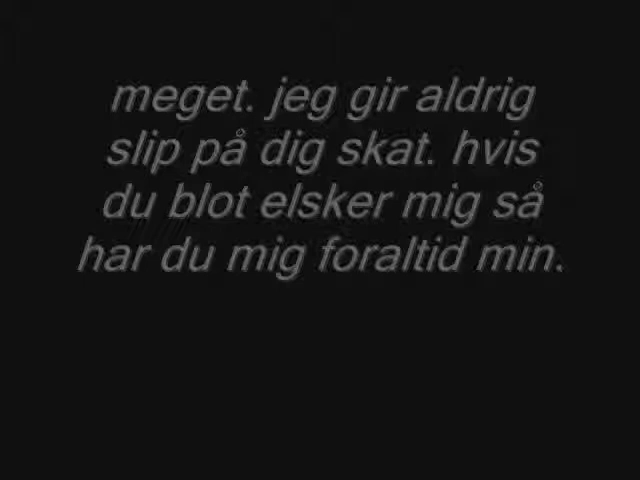 meget. jeg gir aldrig
slip på dig skat. hvis
du blot elsker mig så
har du mig foraltid min.